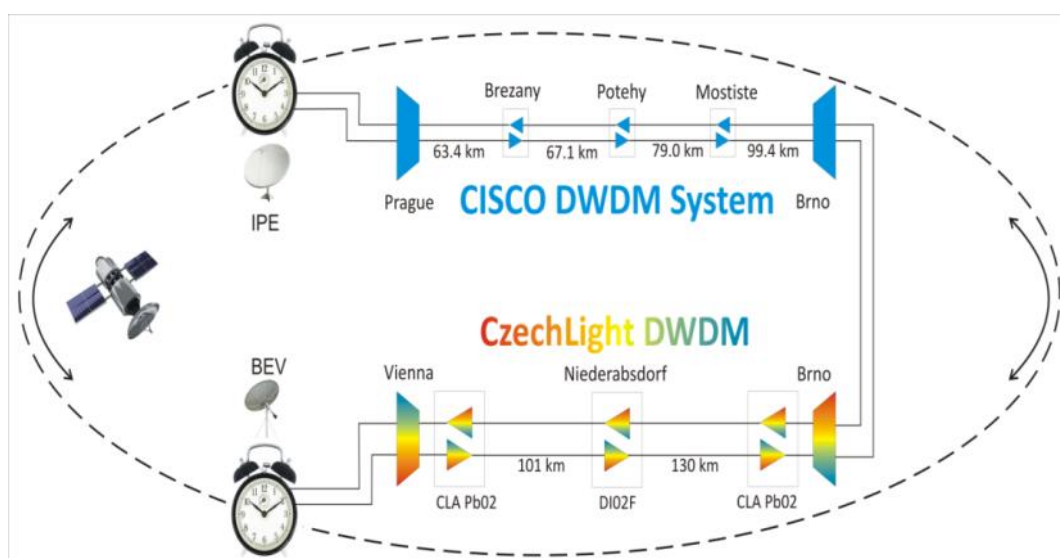 Brezany
Potehy
Mostiste
63.4 km
67.1 km
79.0 km
99.4 km
IPE
Prague
CISCO DWDM System
Brno
CzechLight DWDM
BEV
Vienna
Niederabsdorf
Brno
101 km
130 km
CLA Pb02
DI02F
CLA Pb02